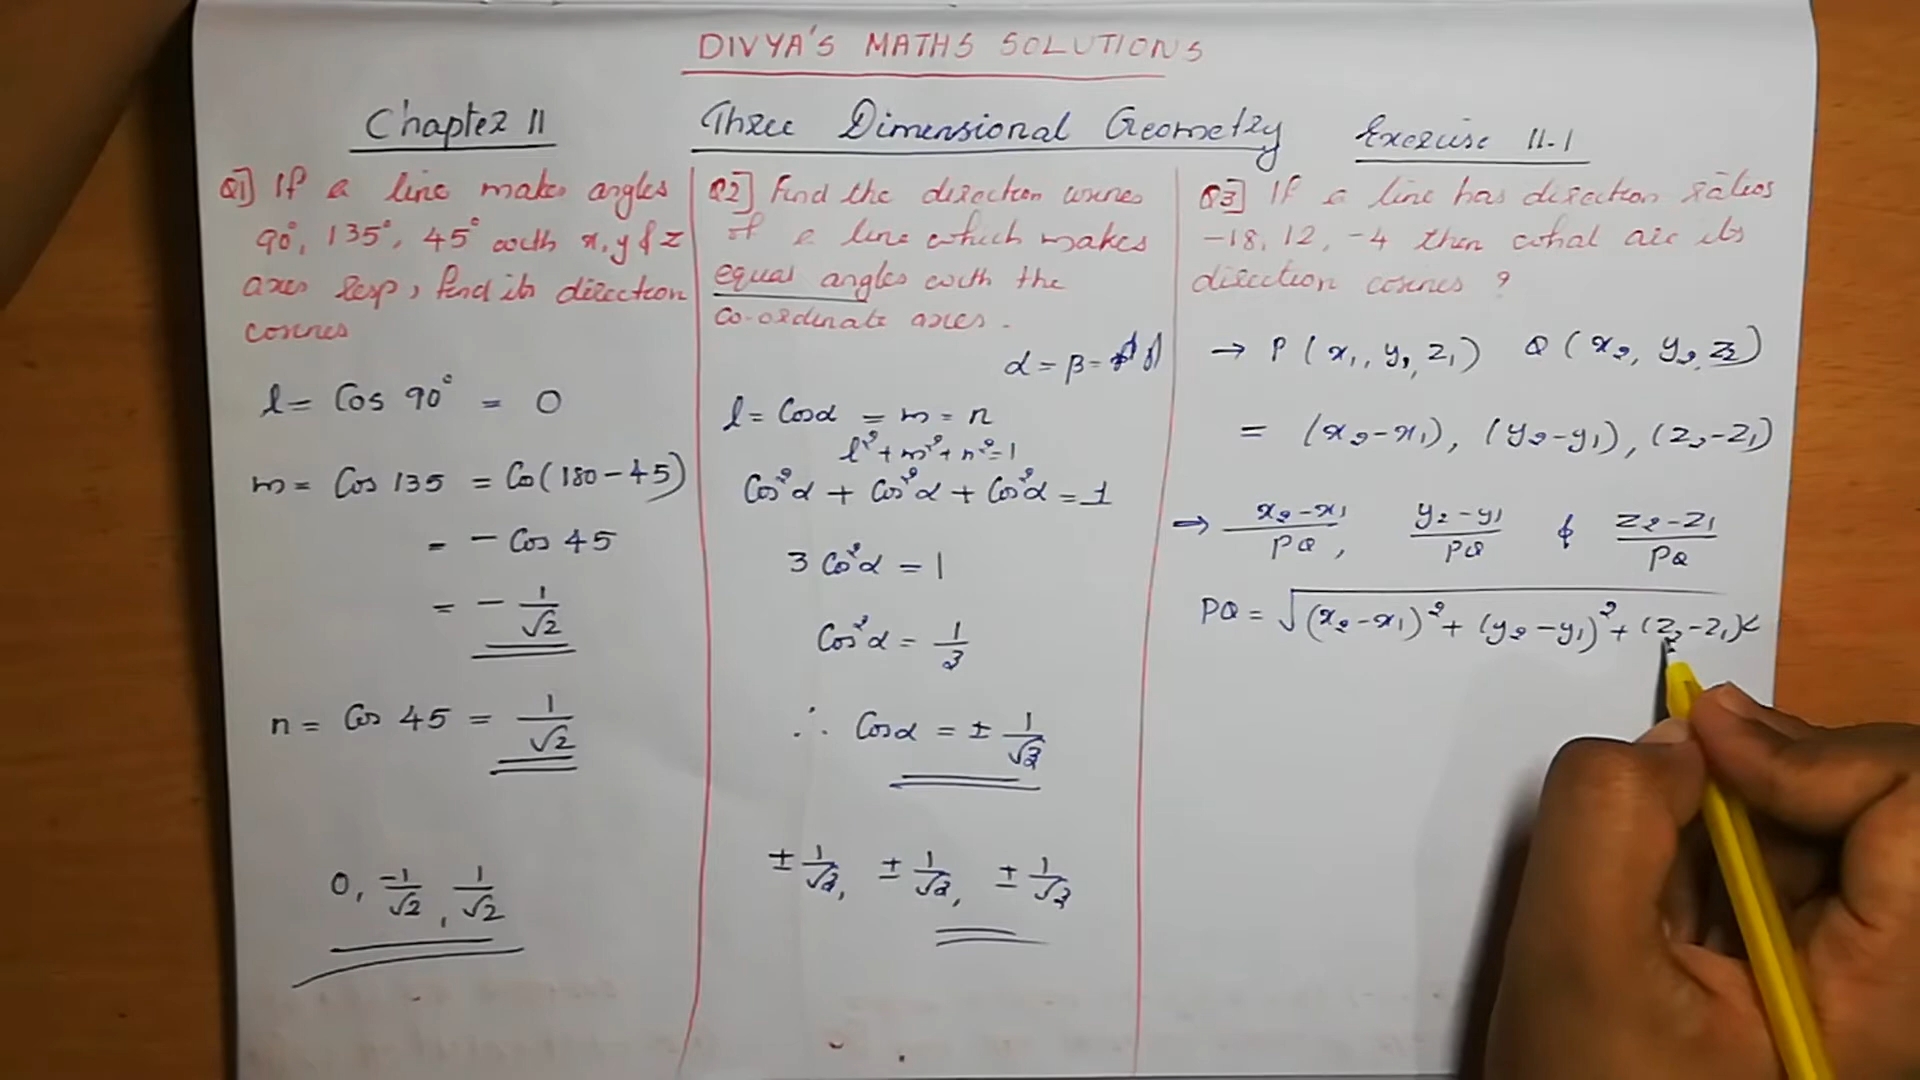 DIVYA'S MATHS SOLUTIONS
Chapter 11 Three Dimensional Geometry Exercise 11.1
Q1] If a line makes angles
90°, 135°, 45° with x, y & z
axes resp, find its direction
cosines
l = Cos 90° = 0
m = Cos 135 = Co(180-45)
= - Cos 45
= - 1/√2
n = Cos 45 = 1/√2
0, -1/√2, 1/√2
Q2] Find the direction cosines
of a line which makes
equal angles with the
co-ordinate axes.
α = β = γ
l = Cosα = m = n
l² + m² + n² = 1
Cos²α + Cos²α + Cos²α = 1
3 Cos²α = 1
Cos²α = 1/3
∴ Cosα = ± 1/√3
± 1/√3, ± 1/√3, ± 1/√3
Q3] If a line has direction ratios
-18, 12, -4 then what are its
direction cosines ?
→ P (x₁, y₁, z₁) Q (x₂, y₂, z₂)
= (x₂-x₁), (y₂-y₁), (z₂-z₁)
⇒ x₂-x₁/PQ, y₂-y₁/PQ & z₂-z₁/PQ
PQ = √(x₂-x₁)² + (y₂-y₁)² + (z₂-z₁)²